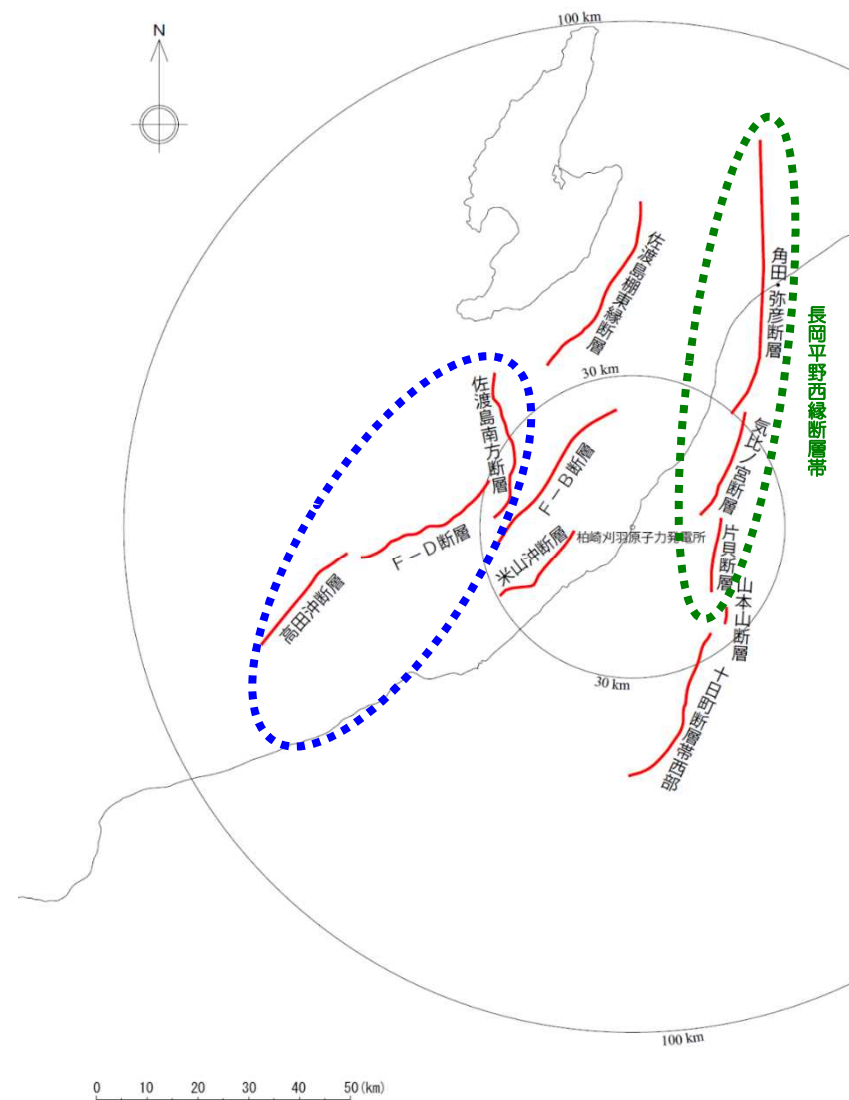 100 km
N
佐渡島棚東縁断層
角田・弥彦断層
長岡平野西縁断層帯
30 km
佐渡島南方断層
F－B断層
気比ノ宮断層
F－D断層
米山沖断層
柏崎刈羽原子力発電所
片貝断層
高田沖断層
山本山断層
30 km
十日町断層帯西部
100 km
0 10 20 30 40 50(km)